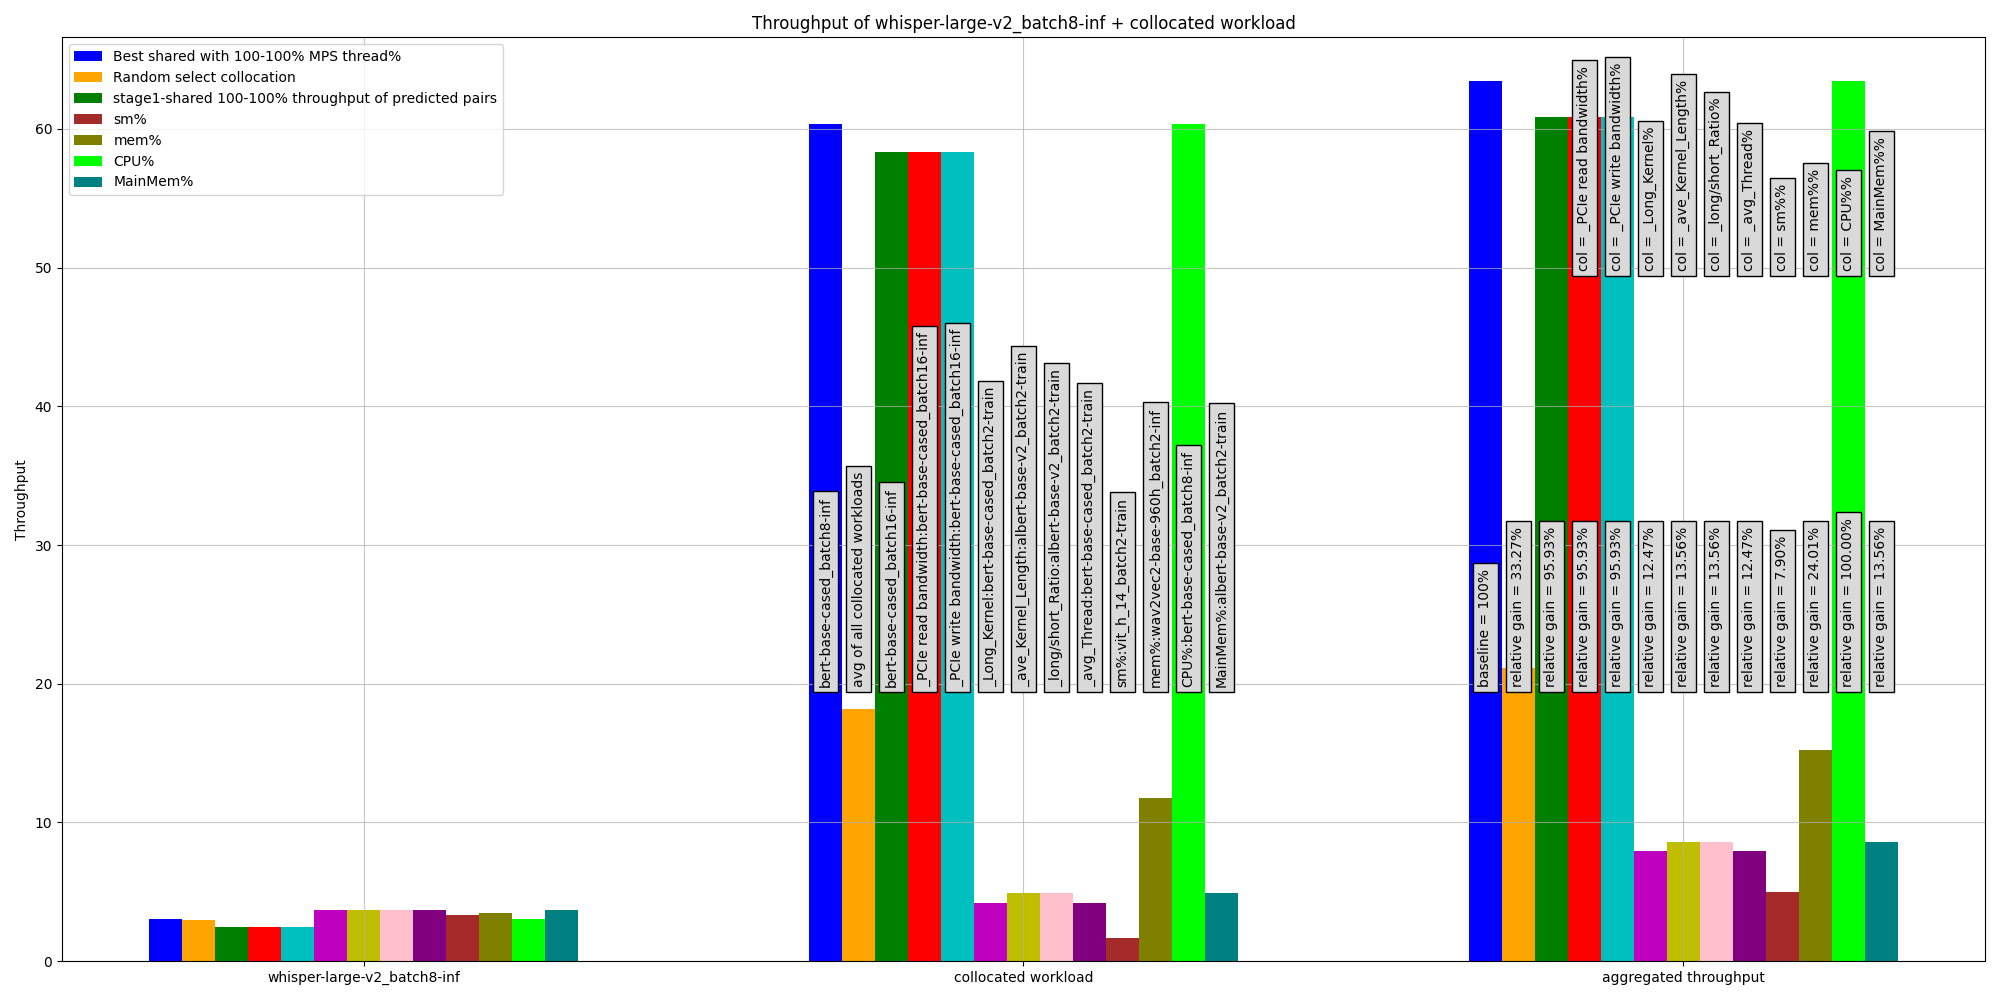 Throughput of whisper-large-v2_batch8-inf + collocated workload
Best shared with 100-100% MPS thread%
Random select collocation
stage1-shared 100-100% throughput of predicted pairs
sm%
mem%
CPU%
MainMem%
Throughput
60
50
40
30
20
10
0
bert-base-cased_batch8-inf
avg of all collocated workloads
bert-base-cased_batch16-inf
_PCIe read bandwidth:bert-base-cased_batch16-inf
_PCIe write bandwidth:bert-base-cased_batch16-inf
_Long_Kernel:bert-base-cased_batch2-train
_ave_Kernel_Length:albert-base-v2_batch2-train
_long/short_Ratio:albert-base-v2_batch2-train
_avg_Thread:bert-base-cased_batch2-train
sm%:vit_h_14_batch2-train
mem%:wav2vec2-base-960h_batch2-inf
CPU%:bert-base-cased_batch8-inf
MainMem%:albert-base-v2_batch2-train
col = _PCIe read bandwidth%
col = _PCIe write bandwidth%
col = _Long_Kernel%
col = _ave_Kernel_Length%
col = _long/short_Ratio%
col = _avg_Thread%
col = sm%%
col = mem%%
col = CPU%%
col = MainMem%%
baseline = 100%
relative gain = 33.27%
relative gain = 95.93%
relative gain = 95.93%
relative gain = 95.93%
relative gain = 12.47%
relative gain = 13.56%
relative gain = 13.56%
relative gain = 12.47%
relative gain = 7.90%
relative gain = 24.01%
relative gain = 100.00%
relative gain = 13.56%
whisper-large-v2_batch8-inf
collocated workload
aggregated throughput